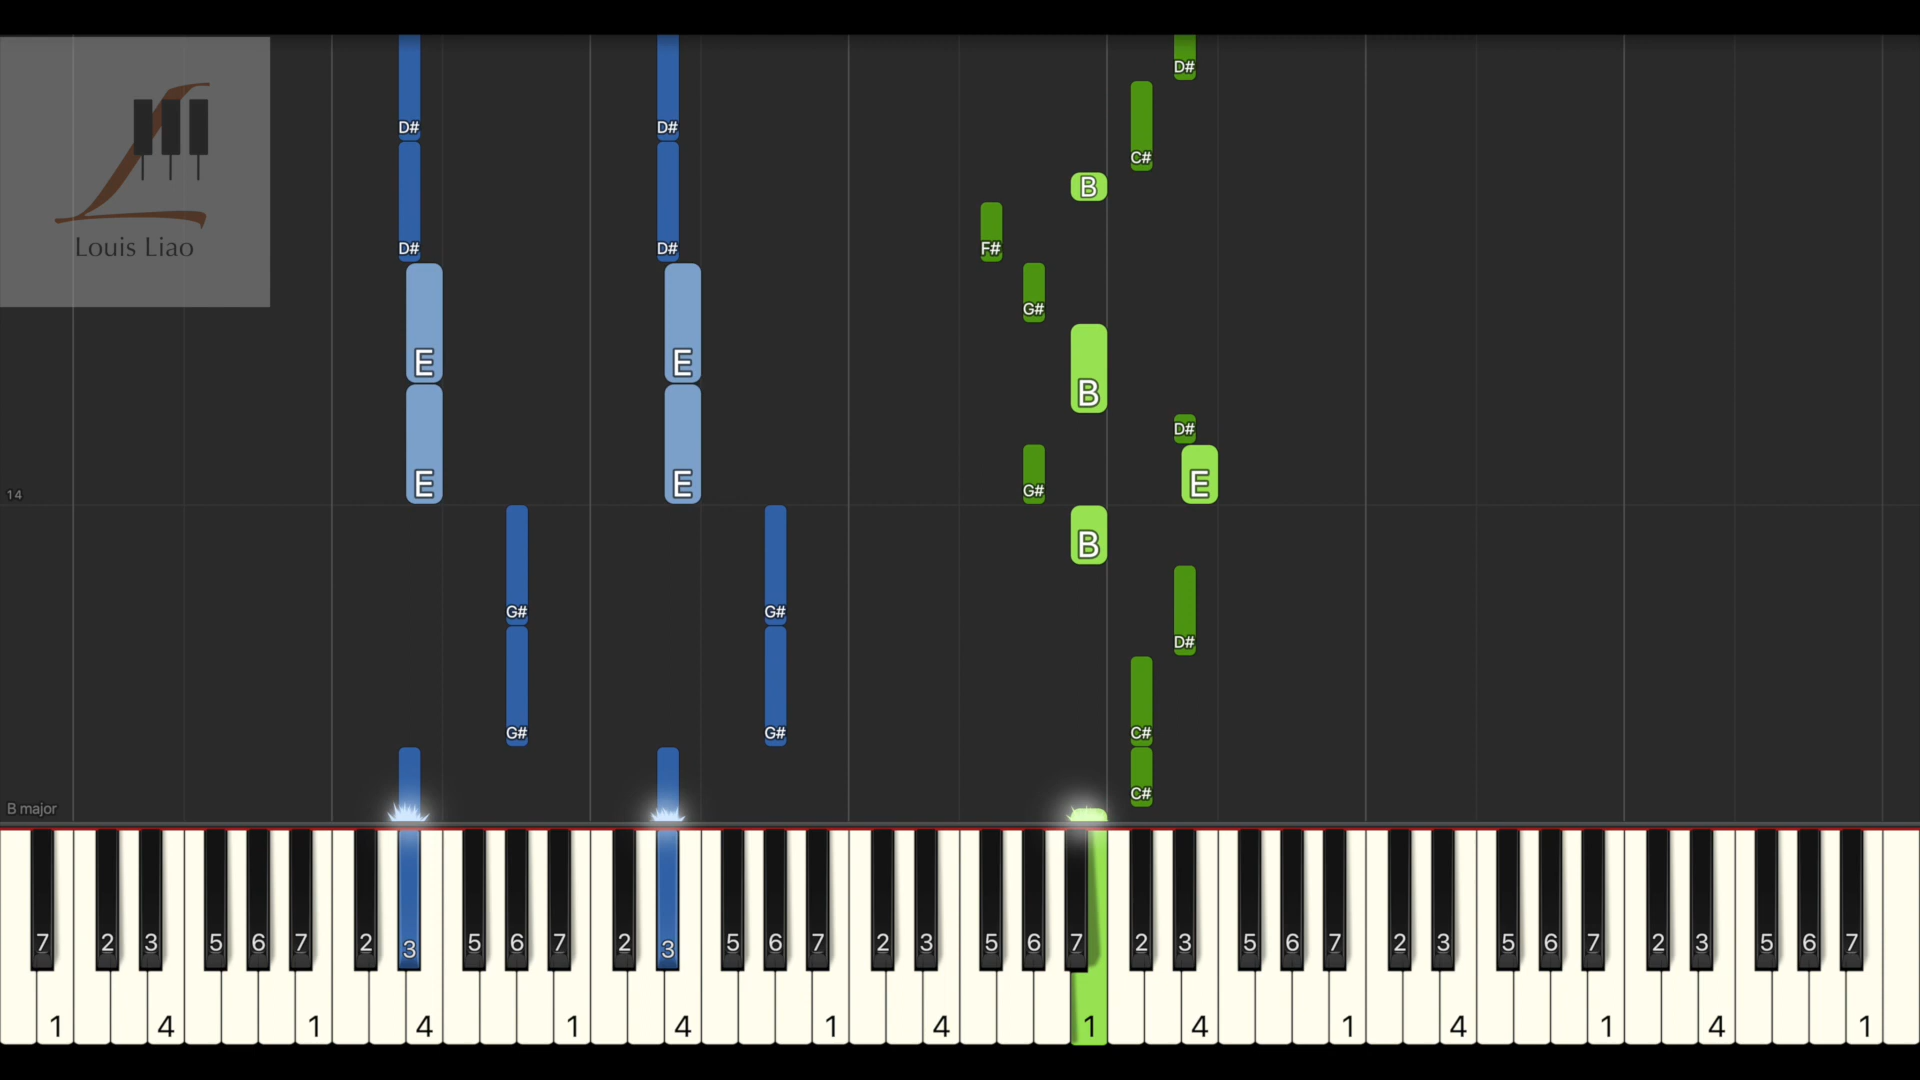 D#
D# D# D#
C#
B
Louis Liao
D# D# F#
G#
E E B
D#
E E G# E
14
B
G# G#
D#
G# G# C#
C#
B major
7 2 3 5 6 7 2 3 5 6 7 2 3 5 6 7 2 3 5 6 7 2 3 5 6 7 2 3 5 6 7 2 3 5 6 7
1 4 1 4 1 4 1 4 1 4 1 4 1 4 1